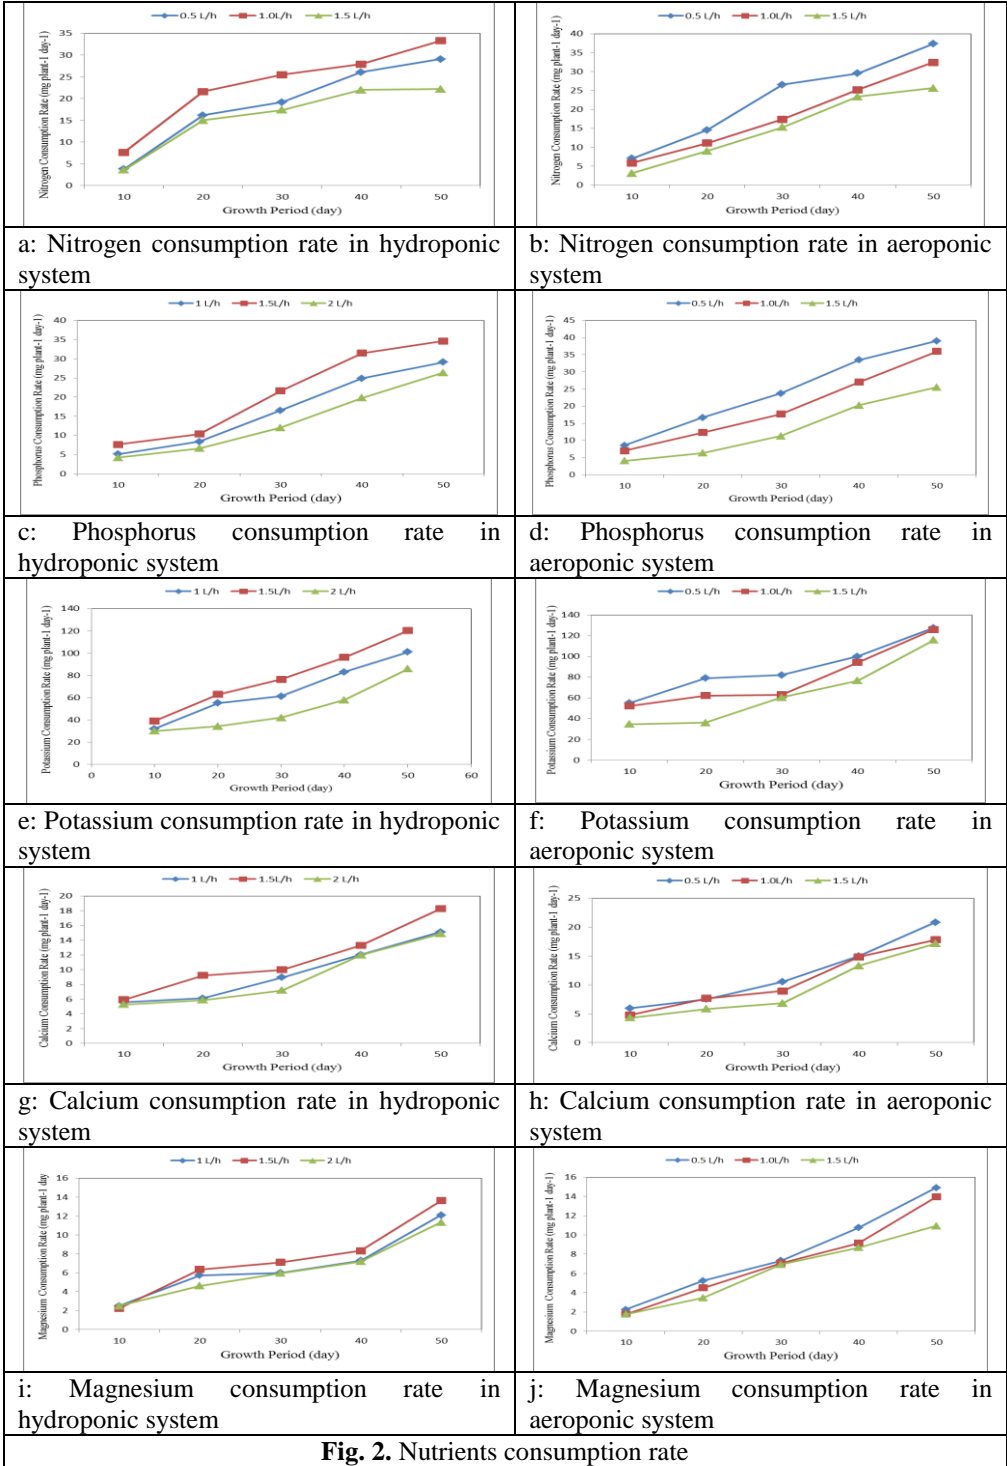 0.5 L/h 1.0L/h 1.5 L/h
Nitrogen Consumption Rate (mg plant-1 day-1)
35
30
25
20
15
10
5
0
10 20 30 40 50
Growth Period (day)
0.5 L/h 1.0L/h 1.5 L/h
Nitrogen Consumption Rate (mg plant-1 day-1)
40
35
30
25
20
15
10
5
0
10 20 30 40 50
Growth Period (day)
a: Nitrogen consumption rate in hydroponic
system
b: Nitrogen consumption rate in aeroponic
system
1 L/h 1.5L/h 2 L/h
Phosphorus Consumption Rate (mg plant-1 day-1)
40
35
30
25
20
15
10
5
0
10 20 30 40 50
Growth Period (day)
0.5 L/h 1.0L/h 1.5 L/h
Phosphorus Consumption Rate (mg plant-1 day-1)
45
40
35
30
25
20
15
10
5
0
10 20 30 40 50
Growth Period (day)
c: Phosphorus consumption rate in
hydroponic system
d: Phosphorus consumption rate in
aeroponic system
1 L/h 1.5L/h 2 L/h
Potassium Consumption Rate (mg plant-1 day-1)
140
120
100
80
60
40
20
0
0 10 20 30 40 50 60
Growth Period (day)
0.5 L/h 1.0L/h 1.5 L/h
Potassium Consumption Rate (mg plant-1 day-1)
140
120
100
80
60
40
20
0
10 20 30 40 50
Growth Period (day)
e: Potassium consumption rate in hydroponic
system
f: Potassium consumption rate in
aeroponic system
1 L/h 1.5L/h 2 L/h
Calcium Consumption Rate (mg plant-1 day-1)
20
18
16
14
12
10
8
6
4
2
0
10 20 30 40 50
Growth Period (day)
0.5 L/h 1.0L/h 1.5 L/h
Calcium Consumption Rate (mg plant-1 day-1)
25
20
15
10
5
0
10 20 30 40 50
Growth Period (day)
g: Calcium consumption rate in hydroponic
system
h: Calcium consumption rate in aeroponic
system
1 L/h 1.5L/h 2 L/h
Magnesium Consumption Rate (mg plant-1 day
16
14
12
10
8
6
4
2
0
10 20 30 40 50
Growth Period (day)
0.5 L/h 1.0L/h 1.5 L/h
Magnesium Consumption Rate (mg plant-1 day-1)
16
14
12
10
8
6
4
2
0
10 20 30 40 50
Growth Period (day)
i: Magnesium consumption rate in
hydroponic system
j: Magnesium consumption rate in
aeroponic system
Fig. 2. Nutrients consumption rate